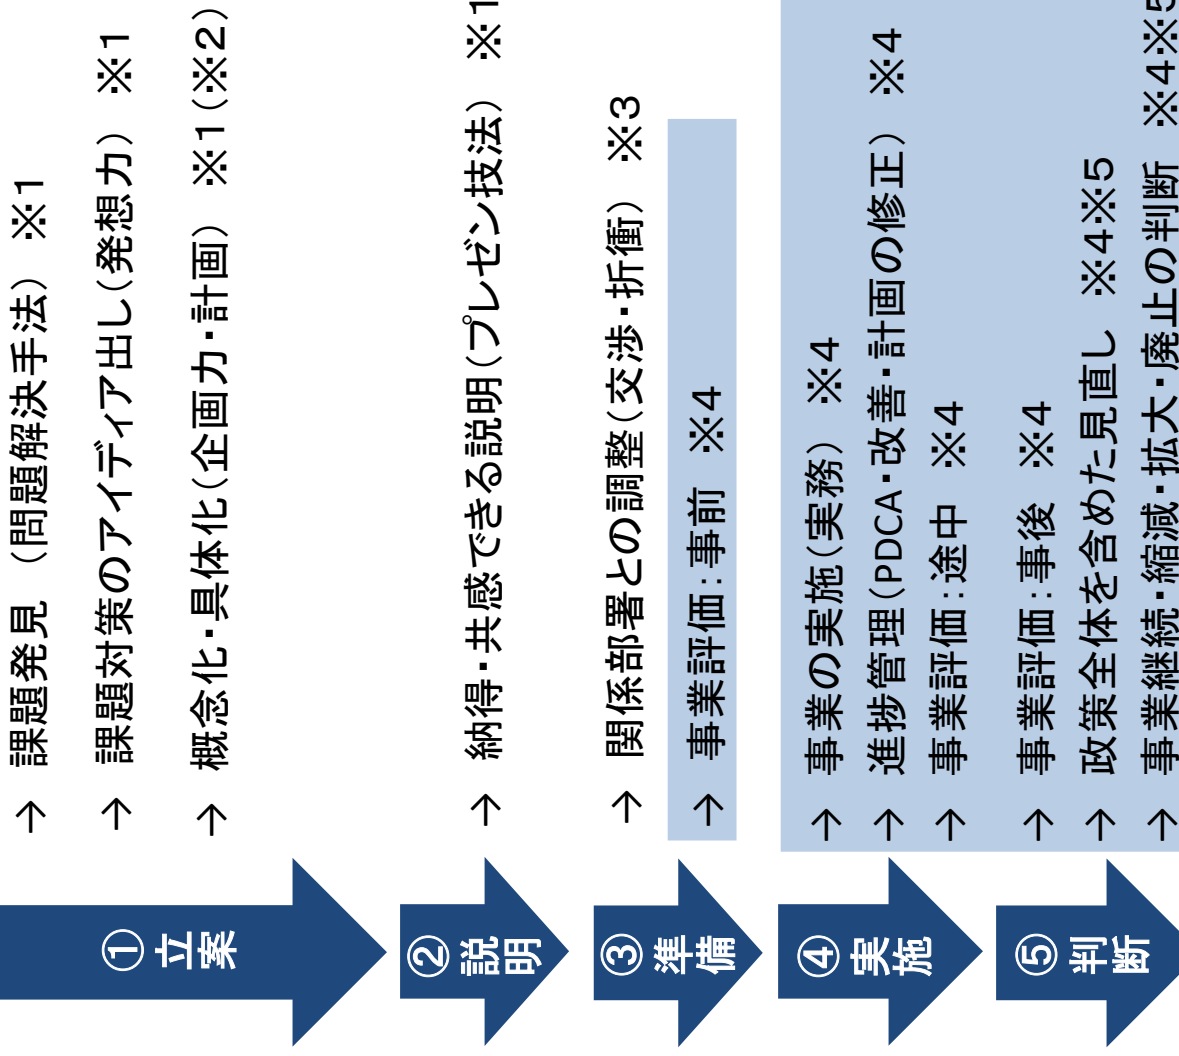 ①立案
→ 課題発見 (問題解決手法) ※1
→ 課題対策のアイディア出し(発想力) ※1
→ 概念化・具体化(企画力・計画) ※1(※2)
②説明
→ 納得・共感できる説明(プレゼン技法) ※1
③準備
→ 関係部署との調整(交渉・折衝) ※3
→ 事業評価:事前 ※4
④実施
→ 事業の実施(実務) ※4
→ 進捗管理(PDCA・改善・計画の修正) ※4
→ 事業評価:途中 ※4
⑤判断
→ 事業評価:事後 ※4
→ 政策全体を含めた見直し ※4※5
→ 事業継続・縮減・拡大・廃止の判断 ※4※5